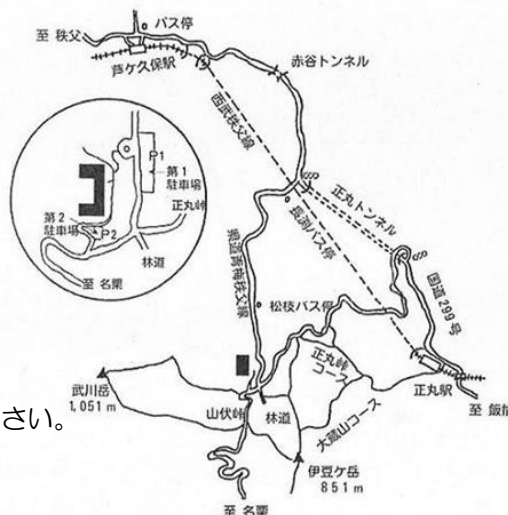 バス停
至 秩父
芦ケ久保駅
赤谷トンネル
西武秩父線
P1
第1
駐車場
正丸峠
第2
駐車場
P2
林道
至 名栗
正丸トンネル
長渕バス停
県道青梅秩父線
国道299号
松枝バス停
正丸峠
コース
正丸駅
至 飯能
武川岳
1,051m
山伏峠
林道
大蔵山コース
さい。
伊豆ケ岳
851m
至 名栗